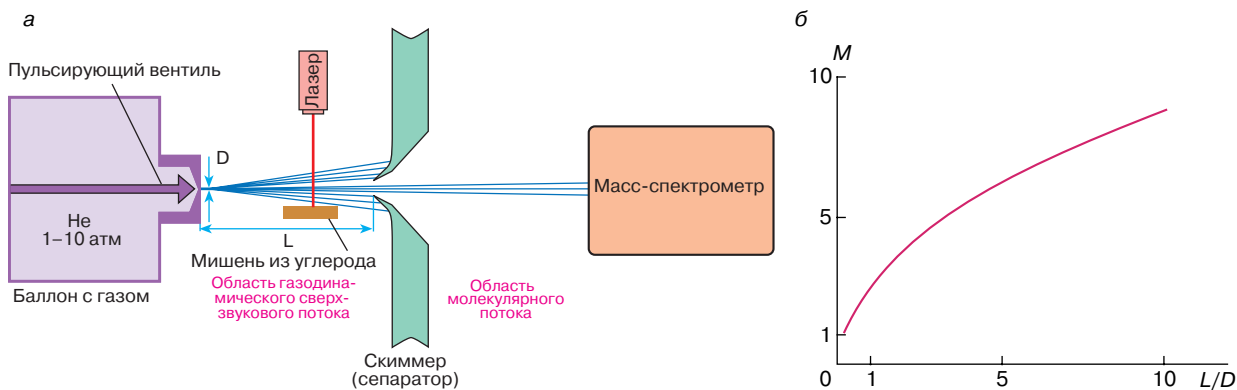 а
Пульсирующий вентиль
Лазер
D
He
1–10 атм
L
Мишень из углерода
Баллон с газом
Область газодина-
мического сверх-
звукового потока
Область
молекулярного
потока
Скиммер
(сепаратор)
Масс-спектрометр
б
M
10
5
1
0
1
5
10
L/D